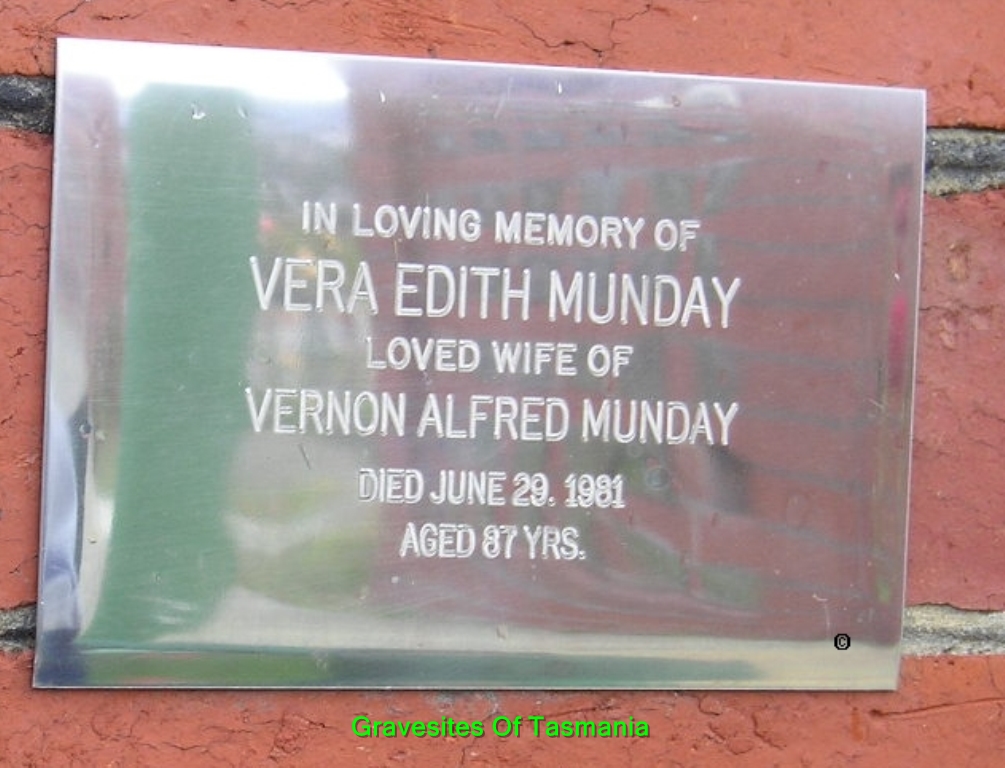 IN LOVING MEMORY OF
VERA EDITH MUNDAY
LOVED WIFE OF
VERNON ALFRED MUNDAY
DIED JUNE 29. 1981
AGED 87 YRS.
©
Gravesites Of Tasmania